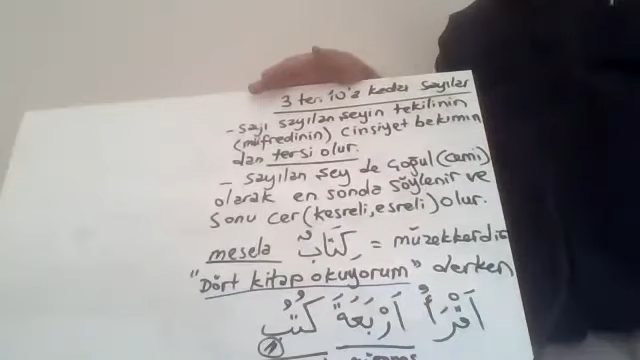 3 ten 10'a kadar sayılar
- sayı sayılan şeyin tekilinin
(müfredinin) cinsiyet bakımın
dan tersi olur.
- sayılan şey de çoğul (cemi)
olarak en sonda söylenir ve
sonu cer (kesreli, esreli) olur.
mesela كِتَابٌ = müzekkerdir
"Dört kitap okuyorum" derken
اَقْرَأُ اَرْبَعَةَ كُتُبٍ